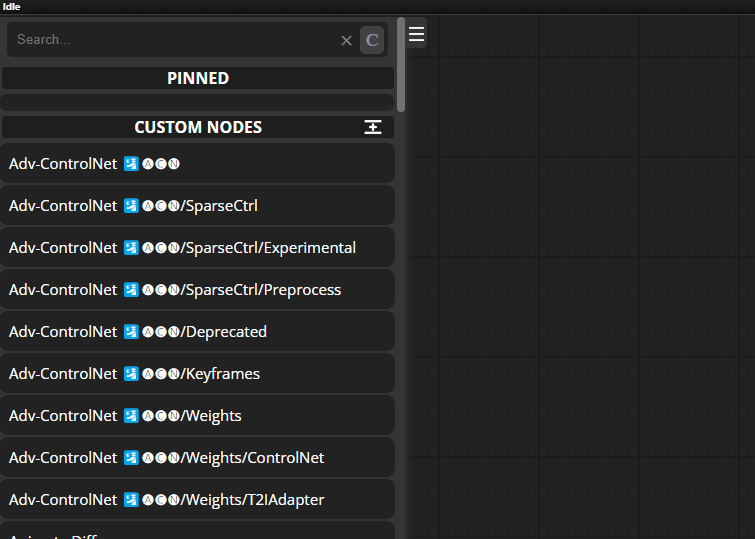 Idle
Search...
C
PINNED
CUSTOM NODES
Adv-ControlNet 🛂🅐🅒🅝
Adv-ControlNet 🛂🅐🅒🅝/SparseCtrl
Adv-ControlNet 🛂🅐🅒🅝/SparseCtrl/Experimental
Adv-ControlNet 🛂🅐🅒🅝/SparseCtrl/Preprocess
Adv-ControlNet 🛂🅐🅒🅝/Deprecated
Adv-ControlNet 🛂🅐🅒🅝/Keyframes
Adv-ControlNet 🛂🅐🅒🅝/Weights
Adv-ControlNet 🛂🅐🅒🅝/Weights/ControlNet
Adv-ControlNet 🛂🅐🅒🅝/Weights/T2IAdapter